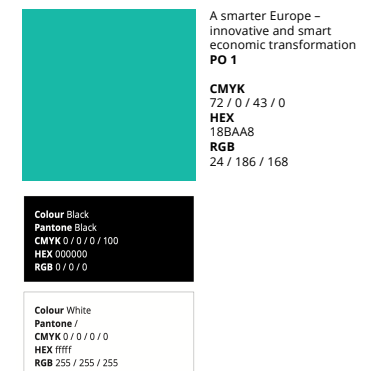 A smarter Europe –
innovative and smart
economic transformation
PO 1
CMYK
72 / 0 / 43 / 0
HEX
18BAA8
RGB
24 / 186 / 168
Colour Black
Pantone Black
CMYK 0 / 0 / 0 / 100
HEX 000000
RGB 0 / 0 / 0
Colour White
Pantone /
CMYK 0 / 0 / 0 / 0
HEX fffff
RGB 255 / 255 / 255